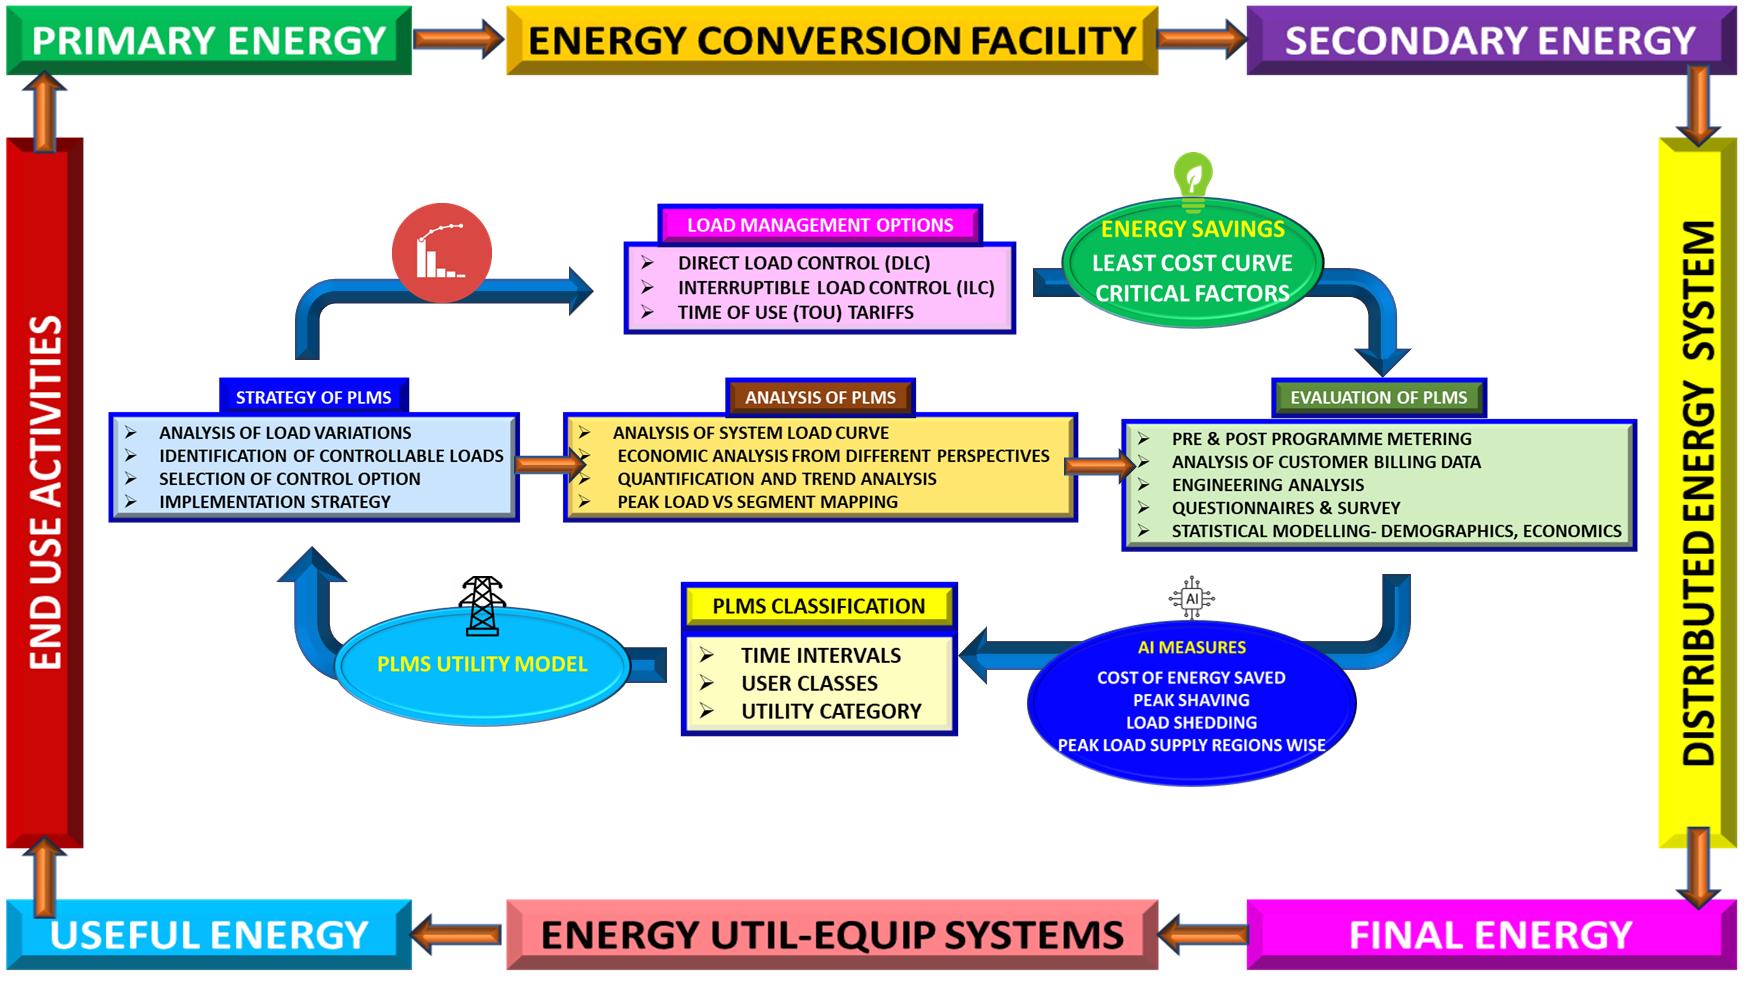 PRIMARY ENERGY
ENERGY CONVERSION FACILITY
SECONDARY ENERGY
END USE ACTIVITIES
DISTRIBUTED ENERGY SYSTEM
LOAD MANAGEMENT OPTIONS
DIRECT LOAD CONTROL (DLC)
INTERRUPTIBLE LOAD CONTROL (ILC)
TIME OF USE (TOU) TARIFFS
ENERGY SAVINGS
LEAST COST CURVE
CRITICAL FACTORS
STRATEGY OF PLMS
ANALYSIS OF LOAD VARIATIONS
IDENTIFICATION OF CONTROLLABLE LOADS
SELECTION OF CONTROL OPTION
IMPLEMENTATION STRATEGY
ANALYSIS OF PLMS
ANALYSIS OF SYSTEM LOAD CURVE
ECONOMIC ANALYSIS FROM DIFFERENT PERSPECTIVES
QUANTIFICATION AND TREND ANALYSIS
PEAK LOAD VS SEGMENT MAPPING
EVALUATION OF PLMS
PRE & POST PROGRAMME METERING
ANALYSIS OF CUSTOMER BILLING DATA
ENGINEERING ANALYSIS
QUESTIONNAIRES & SURVEY
STATISTICAL MODELLING- DEMOGRAPHICS, ECONOMICS
PLMS UTILITY MODEL
PLMS CLASSIFICATION
TIME INTERVALS
USER CLASSES
UTILITY CATEGORY
AI
AI MEASURES
COST OF ENERGY SAVED
PEAK SHAVING
LOAD SHEDDING
PEAK LOAD SUPPLY REGIONS WISE
USEFUL ENERGY
ENERGY UTIL-EQUIP SYSTEMS
FINAL ENERGY